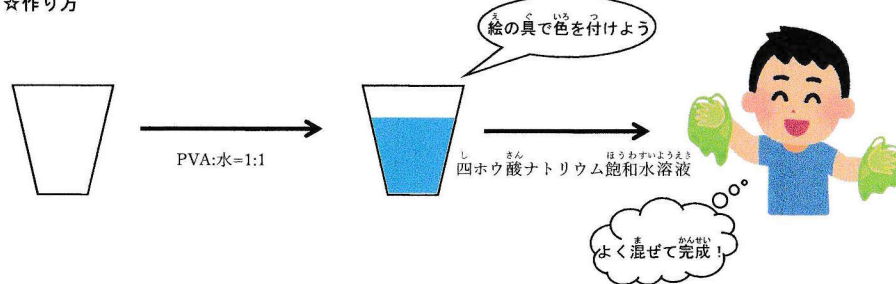 ☆作り方
絵の具で色を付けよう
PVA:水=1:1
四ホウ酸ナトリウム飽和水溶液
よく混ぜて完成！